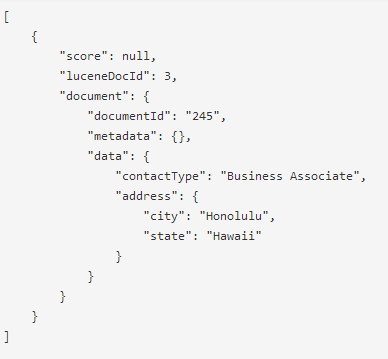 [
    {
        "score": null,
        "luceneDocId": 3,
        "document": {
            "documentId": "245",
            "metadata": {},
            "data": {
                "contactType": "Business Associate",
                "address": {
                    "city": "Honolulu",
                    "state": "Hawaii"
                }
            }
        }
    }
]